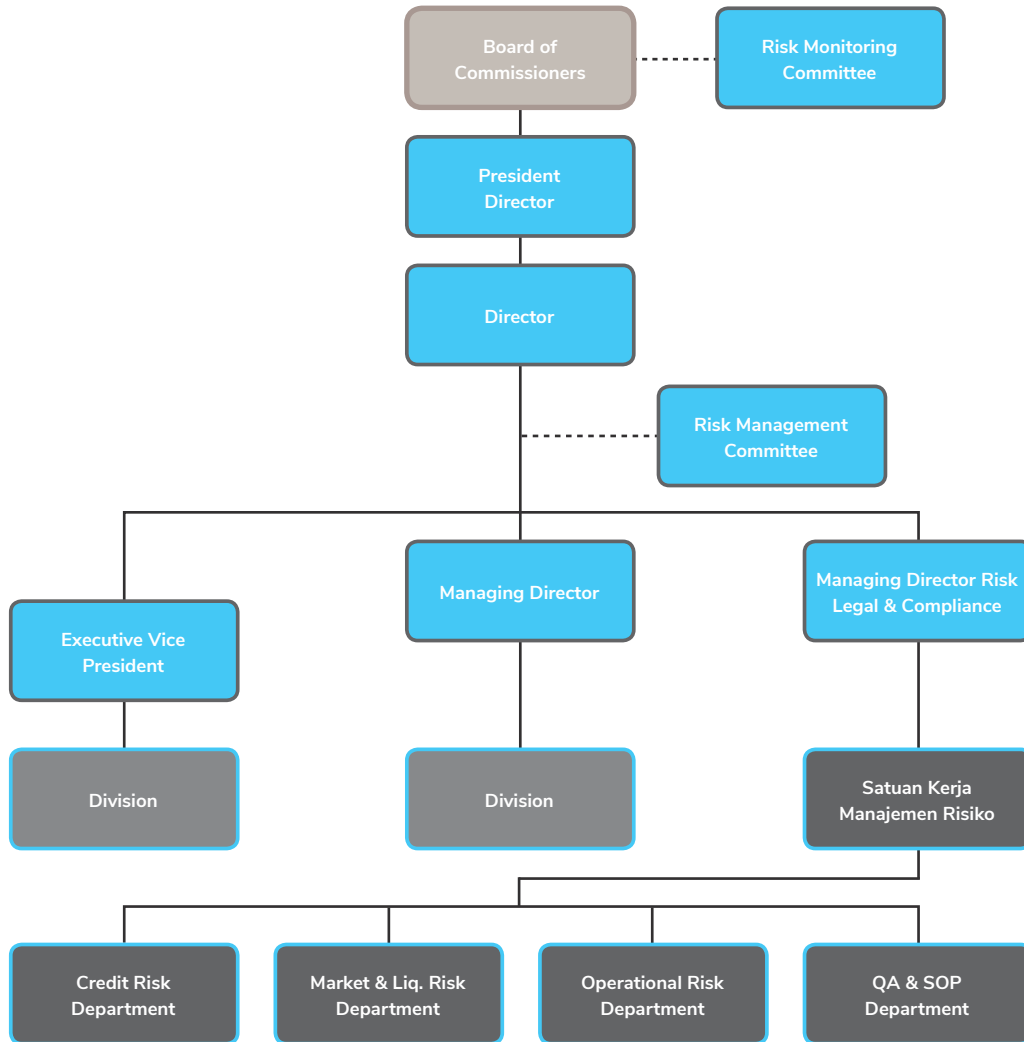 Board of
Commissioners
Risk Monitoring
Committee
President
Director
Director
Risk Management
Committee
Managing Director
Managing Director Risk
Legal & Compliance
Executive Vice
President
Division
Division
Satuan Kerja
Manajemen Risiko
Credit Risk
Department
Market & Liq. Risk
Department
Operational Risk
Department
QA & SOP
Department